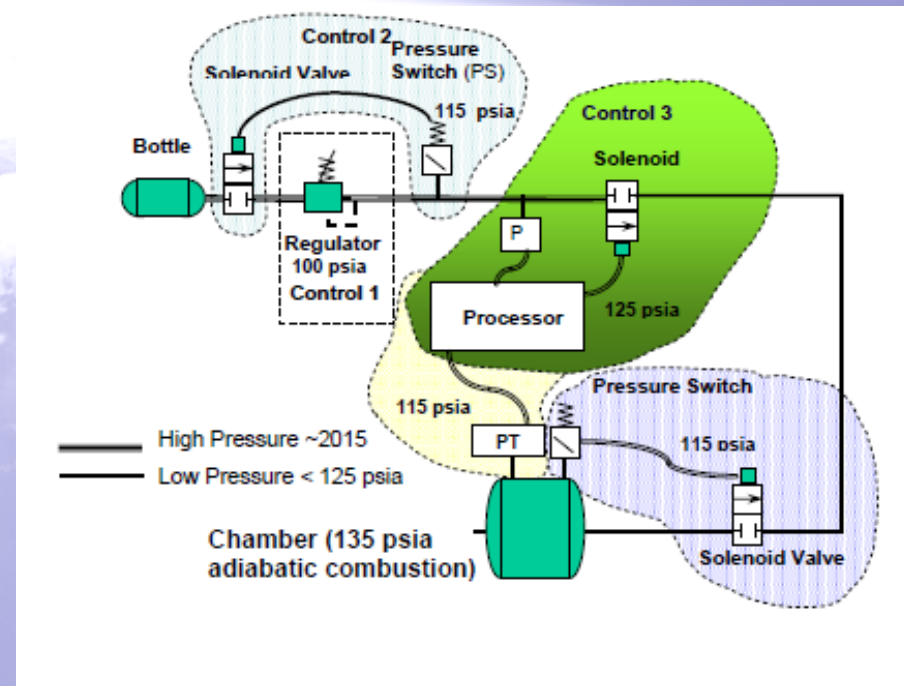 Control 2
Pressure
Switch (PS)
Solenoid Valve
115 psia
Control 3
Solenoid
Bottle
P
Regulator
100 psia
Control 1
Processor
125 psia
Pressure Switch
115 psia
115 psia
PT
High Pressure ~2015
Low Pressure < 125 psia
Chamber (135 psia
adiabatic combustion)
Solenoid Valve